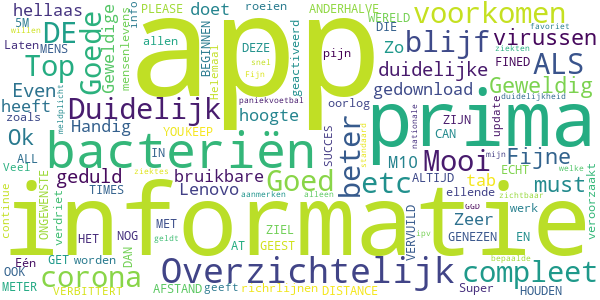 hellaas
info
PLEASE
ANDERHALVE
roeien
DIE
favoriet
willen
5M
DE
Goede
Geweldige
mensenlevens
doet
BEGINNEN
allen
WERELD
voorkomen
Laten
MENS
Top
app
geactiveerd
DEZE
snel
Fijn
pijn
Zo
blijf
virussen
ziekten
Even
Helemaal
paniekvoetbal
oorlog
duidelijke
FINED
ALS
heeft
zoals
Duidelijk
hoogte
gedownload
Geweldig
duidelijkheid
meldplicht
Ok
Handig
YOUKEEP
prima
M10
ZIJN
CAN
update
nationale
Veel
ALL
bacteriën
IN
SUCCES
beter
standaard
Mooi
Fijne
mijn
ziektes
aanmerken
alleen
ALTIJD
ECHT
welke
continue
ONGEWENSTE
verdriet
geduld
bruikbare
Goed
etc
tab
ellende
must
zichtbaar
veroorzaakt
TIMES
Lenovo
GGD
informatie
MET
ZIEL
VERVUILD
Zeer
GENEZEN
werk
EN
HET
NOG
DAN
AT
GEEST
geldt
ipv
bepaalde
Eén
GET
worden
OOK
corona
Overzichtelijk
compleet
METER
VERBITTERT
AFSTAND
geeft
richrlijnen
DISTANCE
Super
HOUDEN